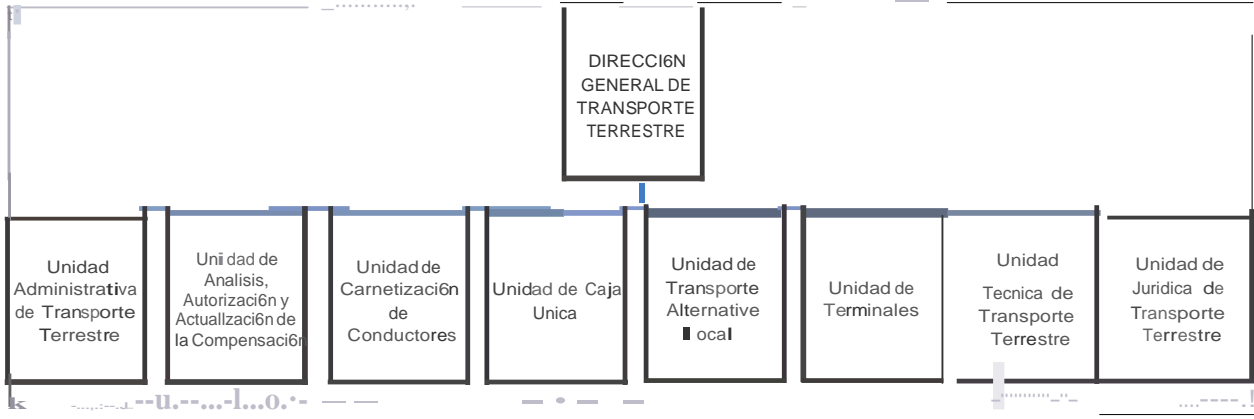 DIRECCI6N
GENERAL DE
TRANSPORTE
TERRESTRE
Unidad
Administrativa
de Transporte
Terrestre
Unidad de
Analisis,
Autorizaci6n y
Actuallzaci6n de
la Compensaci6n
Unidad de
Carnetizaci6n
de
Conductores
Unidad de Caja
Unica
Unidad de
Transporte
Alternative
ocal
Unidad de
Terminales
Unidad
Tecnica de
Transporte
Terrestre
Unidad de
Juridica de
Transporte
Terrestre